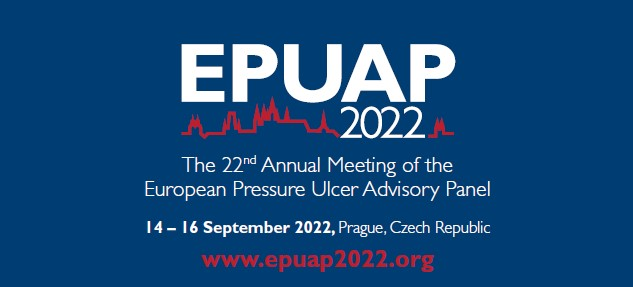 EPUAP
2022
The 22nd Annual Meeting of the
European Pressure Ulcer Advisory Panel
14 – 16 September 2022, Prague, Czech Republic
www.epuap2022.org